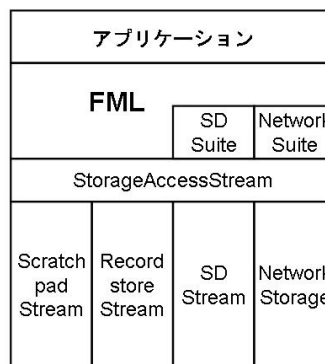 アプリケーション
FML
SD
Suite
Network
Suite
StorageAccessStream
Scratch
pad
Stream
Record
store
Stream
SD
Stream
Network
Storage